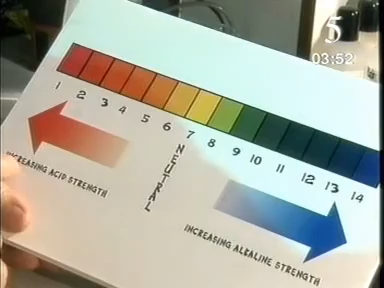 5
03:52
1 2 3 4 5 6 7 8 9 10 11 12 13 14
NEUTRAL
INCREASING ACID STRENGTH
INCREASING ALKALINE STRENGTH